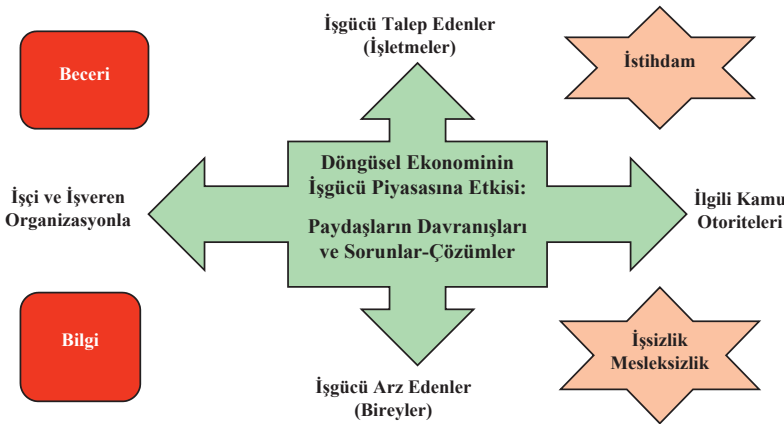 İşgücü Talep Edenler
(İşletmeler)
Beceri
İstihdam
Döngüsel Ekonominin
İşgücü Piyasasına Etkisi:
Paydaşların Davranışları
ve Sorunlar-Çözümler
İşçi ve İşveren
Organizasyonla
İlgili Kamu
Otoriteleri
Bilgi
İşsizlik
Mesleksizlik
İşgücü Arz Edenler
(Bireyler)